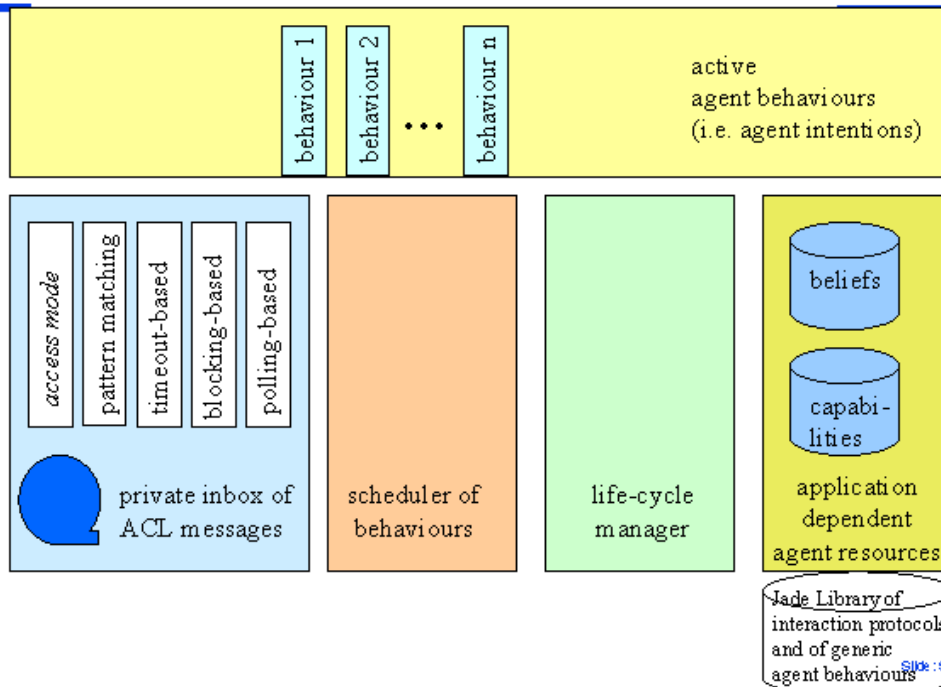 behaviour 1
behaviour 2
...
behaviour n
active
agent behaviours
(i.e. agent intentions)
access mode
pattern matching
timeout-based
blocking-based
polling-based
private inbox of
ACL messages
scheduler of
behaviours
life-cycle
manager
beliefs
capabi-
lities
application
dependent
agent resources
Jade Library of
interaction protocols
and of generic
agent behaviours
Slide : 9